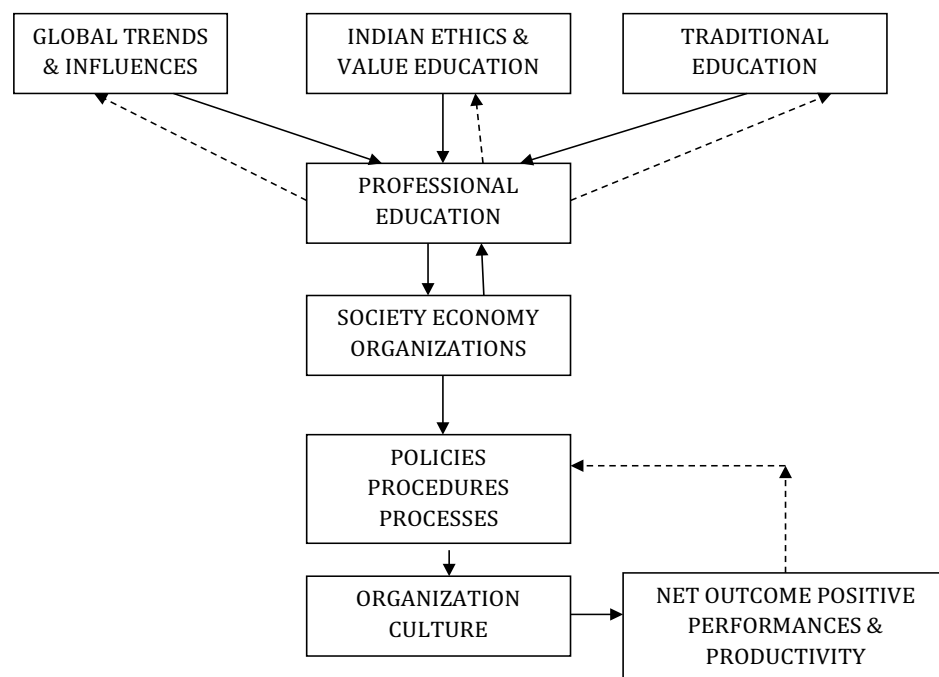 GLOBAL TRENDS
& INFLUENCES
INDIAN ETHICS &
VALUE EDUCATION
TRADITIONAL
EDUCATION
PROFESSIONAL
EDUCATION
SOCIETY ECONOMY
ORGANIZATIONS
POLICIES
PROCEDURES
PROCESSES
ORGANIZATION
CULTURE
NET OUTCOME POSITIVE
PERFORMANCES &
PRODUCTIVITY